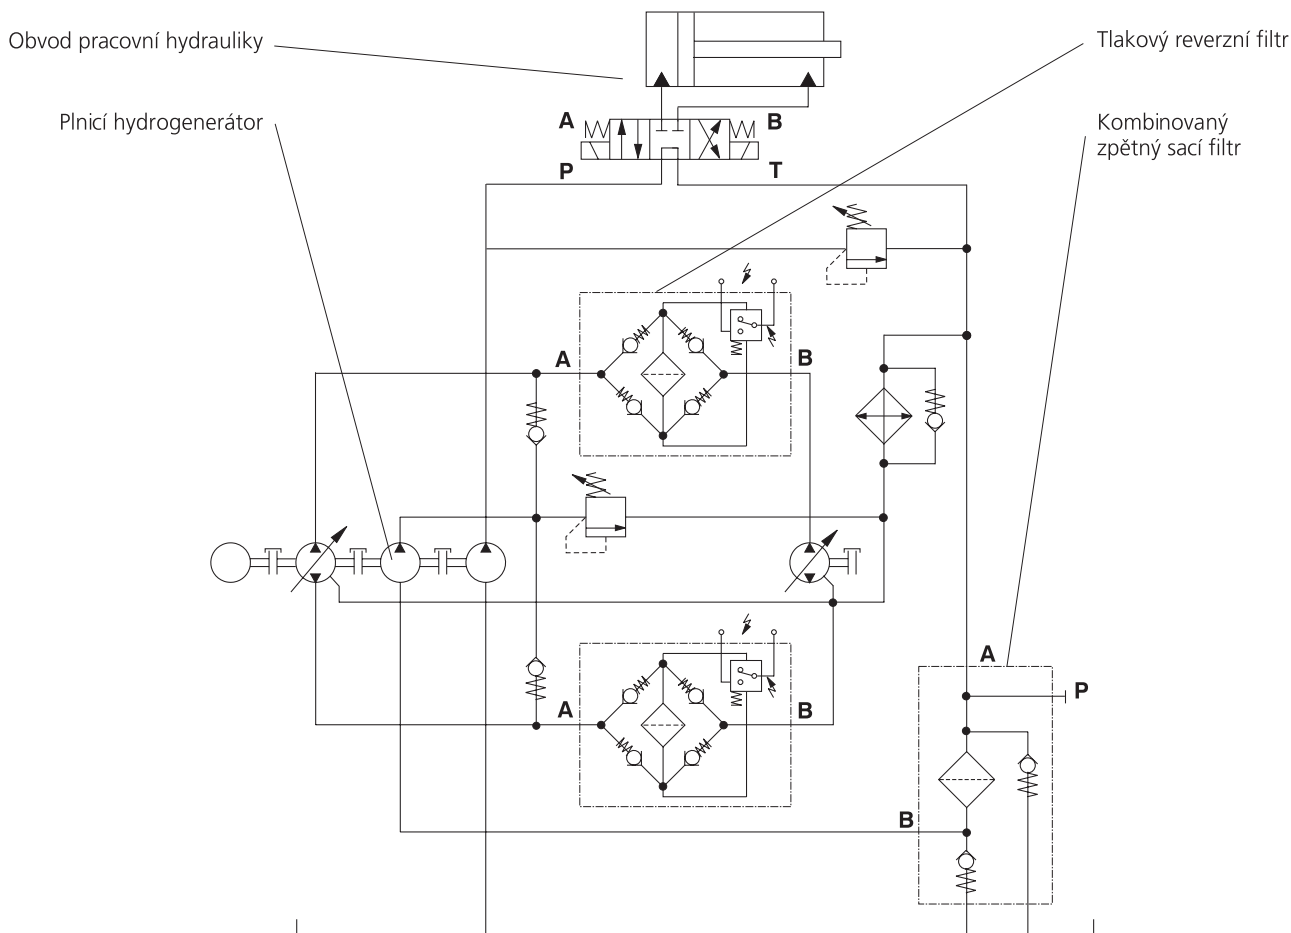 Obvod pracovní hydrauliky
Tlakový reverzní filtr
Plnicí hydrogenerátor
Kombinovaný
zpětný sací filtr
A
B
P
T
A
B
A
B
A
P
B